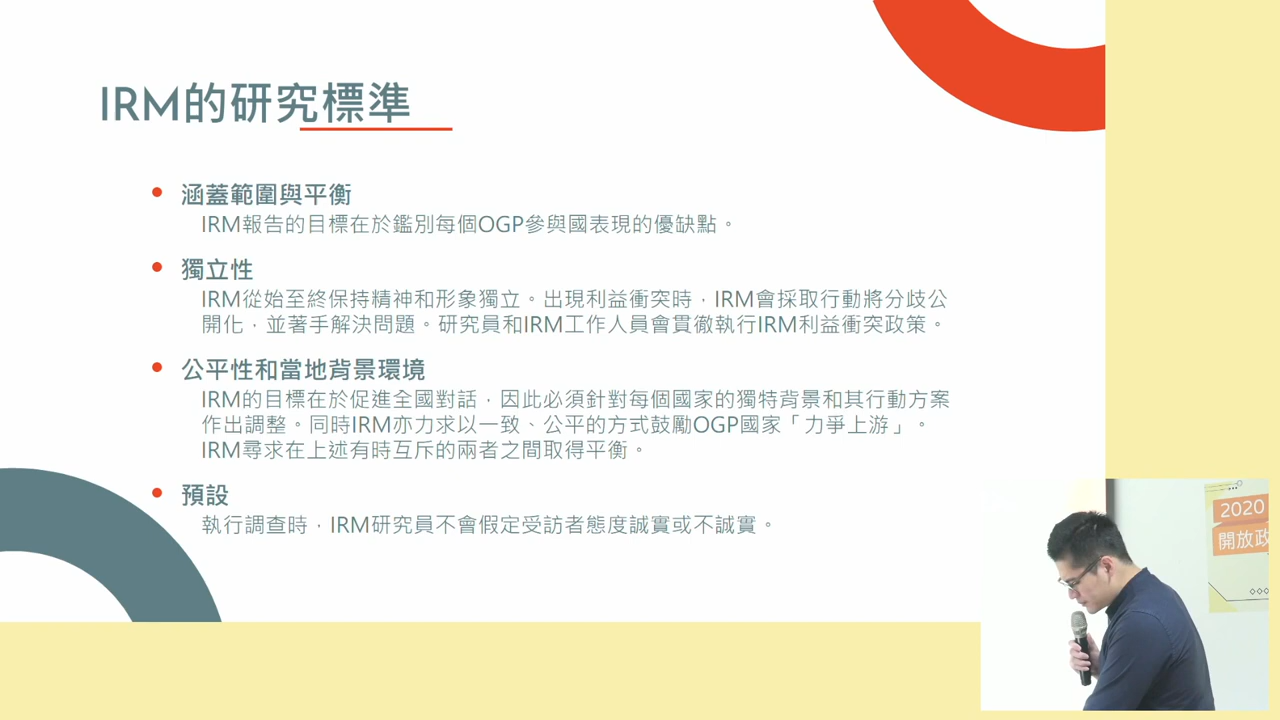 IRM的研究標準
涵蓋範圍與平衡
IRM報告的目標在於鑑別每個OGP參與國表現的優缺點。
獨立性
IRM從始至終保持精神和形象獨立。出現利益衝突時，IRM會採取行動將分歧公
開化，並著手解決問題。研究員和IRM工作人員會貫徹執行IRM利益衝突政策。
公平性和當地背景環境
IRM的目標在於促進全國對話，因此必須針對每個國家的獨特背景和其行動方案
作出調整。同時IRM亦力求以一致、公平的方式鼓勵OGP國家「力爭上游」。
IRM尋求在上述有時互斥的兩者之間取得平衡。
預設
執行調查時，IRM研究員不會假定受訪者態度誠實或不誠實。
2020
開放政